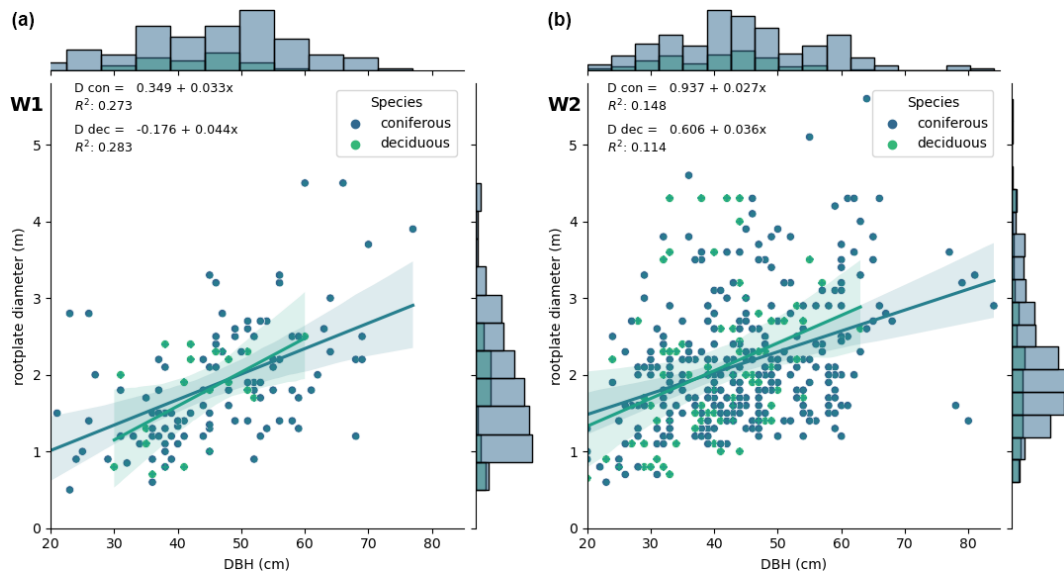 (a)
W1
D con = 0.349 + 0.033x
R²: 0.273
D dec = -0.176 + 0.044x
R²: 0.283
Species
coniferous
deciduous
rootplate diameter (m)
5
4
3
2
1
0
20 30 40 50 60 70 80
DBH (cm)
(b)
W2
D con = 0.937 + 0.027x
R²: 0.148
D dec = 0.606 + 0.036x
R²: 0.114
Species
coniferous
deciduous
rootplate diameter (m)
5
4
3
2
1
0
20 30 40 50 60 70 80
DBH (cm)